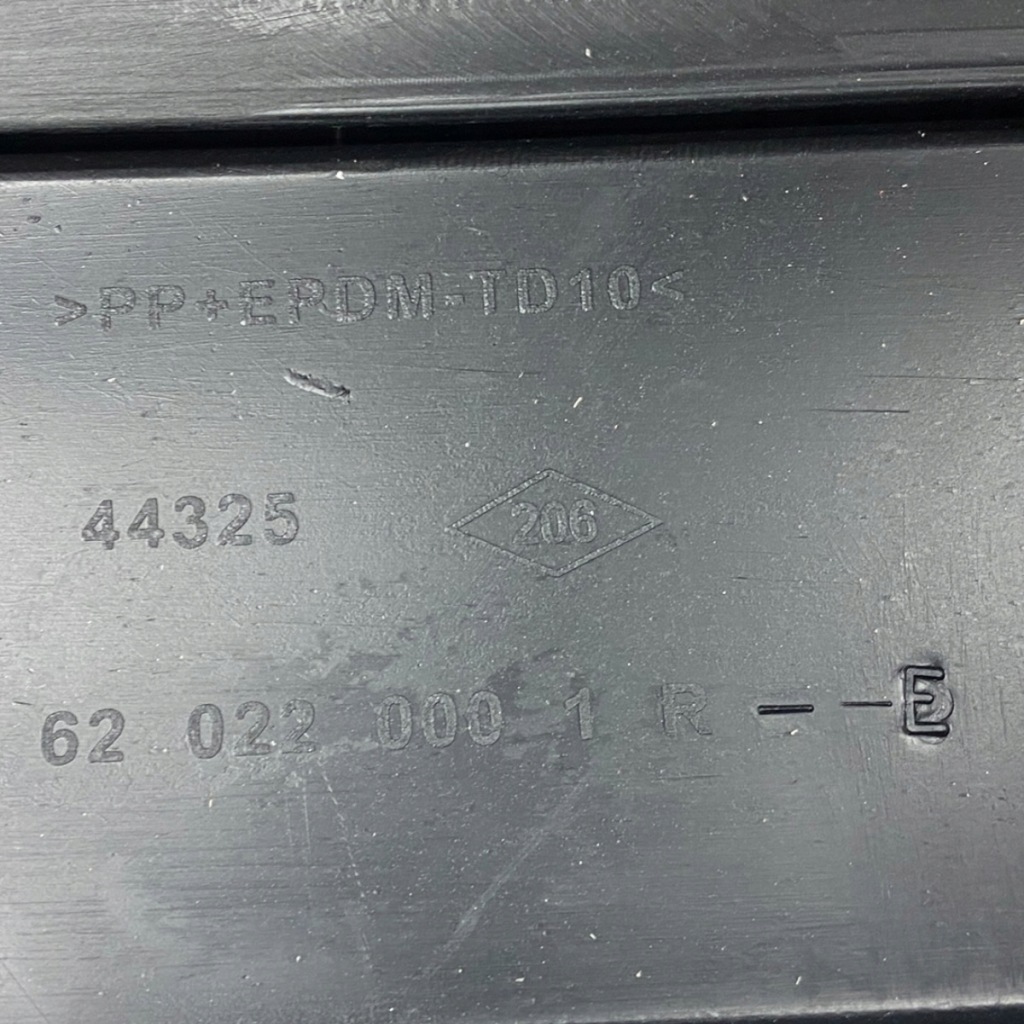 >PP+EPDM-TD10<
44325
206
62 022 000 1 R - - E